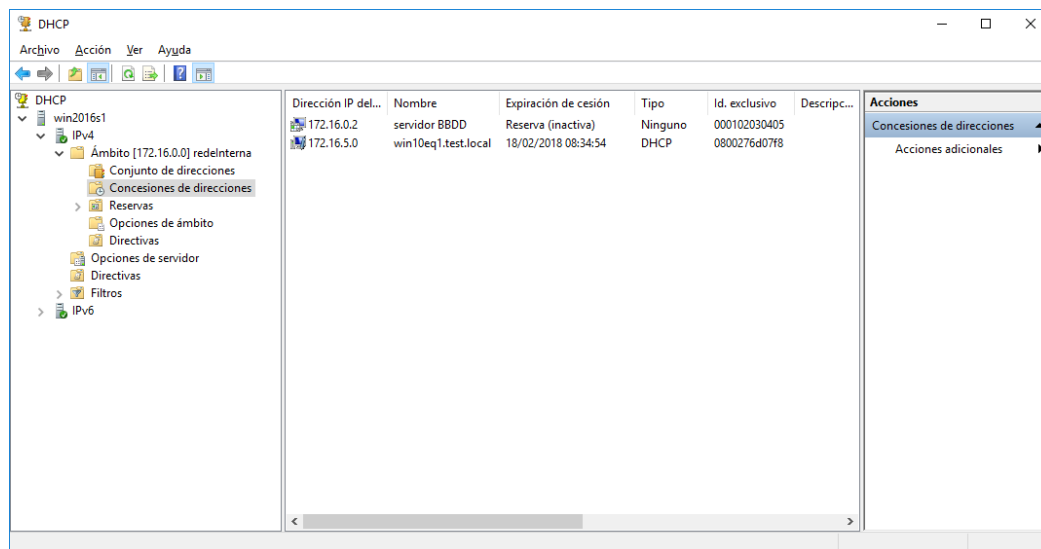 DHCP
Archivo Acción Ver Ayuda
DHCP
win2016s1
IPv4
Ámbito [172.16.0.0] redeInterna
Conjunto de direcciones
Concesiones de direcciones
Reservas
Opciones de ámbito
Directivas
Opciones de servidor
Directivas
Filtros
IPv6
Dirección IP del... Nombre Expiración de cesión Tipo Id. exclusivo Descripc...
172.16.0.2 servidor BBDD Reserva (inactiva) Ninguno 000102030405
172.16.5.0 win10eq1.test.local 18/02/2018 08:34:54 DHCP 0800276d07f8
Acciones
Concesiones de direcciones
Acciones adicionales